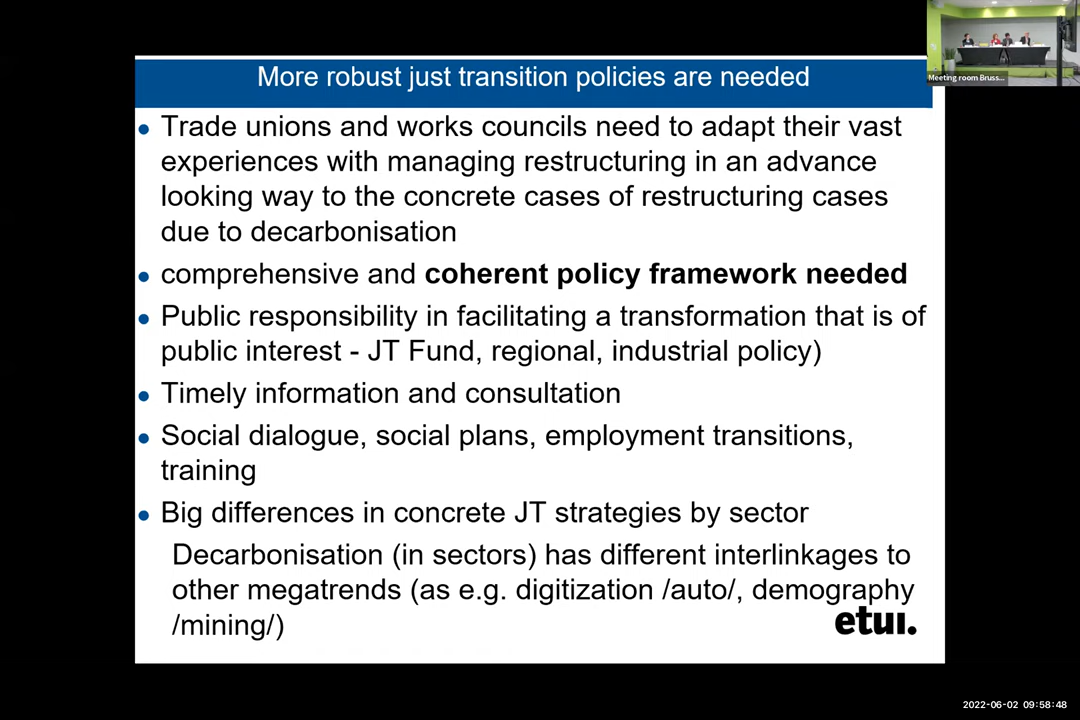 More robust just transition policies are needed
Meeting room Bruss...
• Trade unions and works councils need to adapt their vast
experiences with managing restructuring in an advance
looking way to the concrete cases of restructuring cases
due to decarbonisation
• comprehensive and coherent policy framework needed
• Public responsibility in facilitating a transformation that is of
public interest - JT Fund, regional, industrial policy)
• Timely information and consultation
• Social dialogue, social plans, employment transitions,
training
• Big differences in concrete JT strategies by sector
Decarbonisation (in sectors) has different interlinkages to
other megatrends (as e.g. digitization /auto/, demography
/mining/)
etui.
2022-06-02 09:58:48